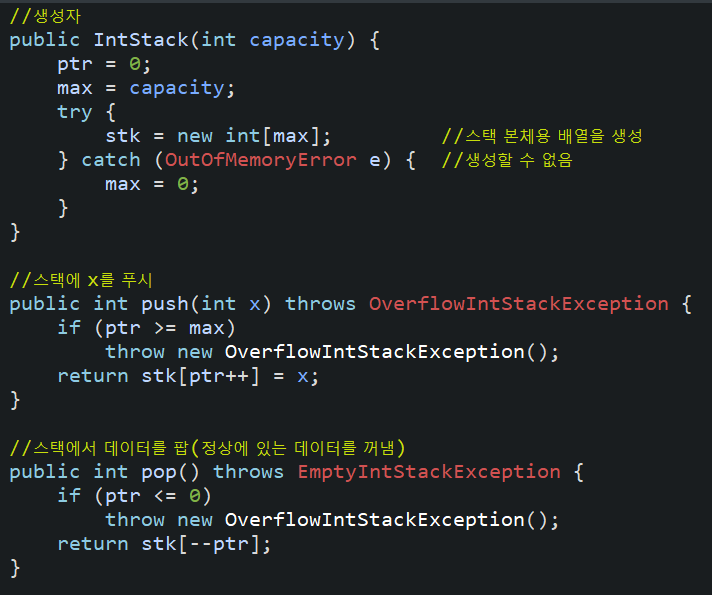 //생성자
public IntStack(int capacity) {
    ptr = 0;
    max = capacity;
    try {
        stk = new int[max];         //스택 본체용 배열을 생성
    } catch (OutOfMemoryError e) {  //생성할 수 없음
        max = 0;
    }
}

//스택에 x를 푸시
public int push(int x) throws OverflowIntStackException {
    if (ptr >= max)
        throw new OverflowIntStackException();
    return stk[ptr++] = x;
}

//스택에서 데이터를 팝(정상에 있는 데이터를 꺼냄)
public int pop() throws EmptyIntStackException {
    if (ptr <= 0)
        throw new OverflowIntStackException();
    return stk[--ptr];
}